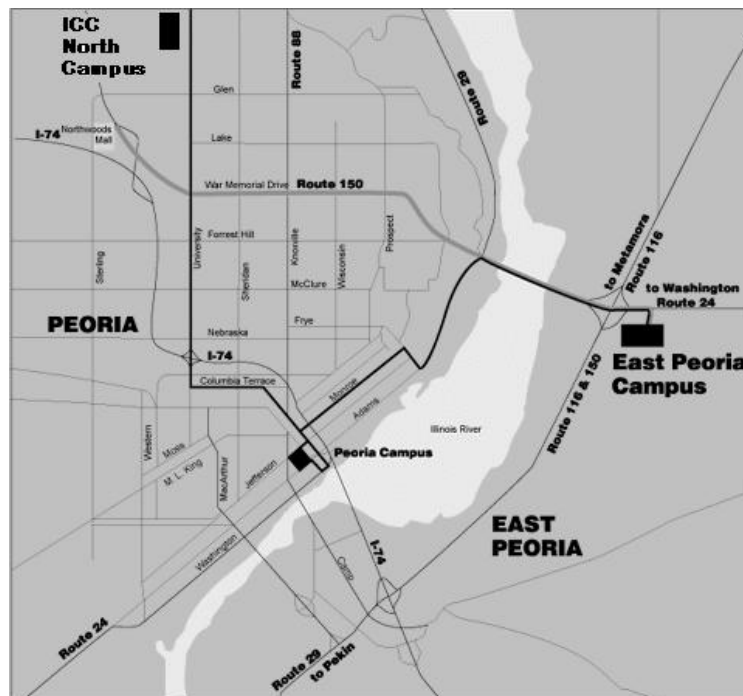 ICC
North
Campus
Route 88
Glen
Route 29
I-74
Northwoods
Mall
Lake
War Memorial Drive
Route 150
to Metamora
Route 116
to Washington
Route 24
Forrest Hill
Sterling
University
Sheridan
Knoxville
Wisconsin
Prospect
McClure
PEORIA
Nebraska
Frye
I-74
East Peoria
Campus
Columbia Terrace
Monroe
Adams
Route 116 & 150
Illinois River
Western
Moss
M. L. King
MacArthur
Jefferson
Peoria Campus
EAST
PEORIA
Washington
Camp
I-74
Route 24
Route 29
to Pekin